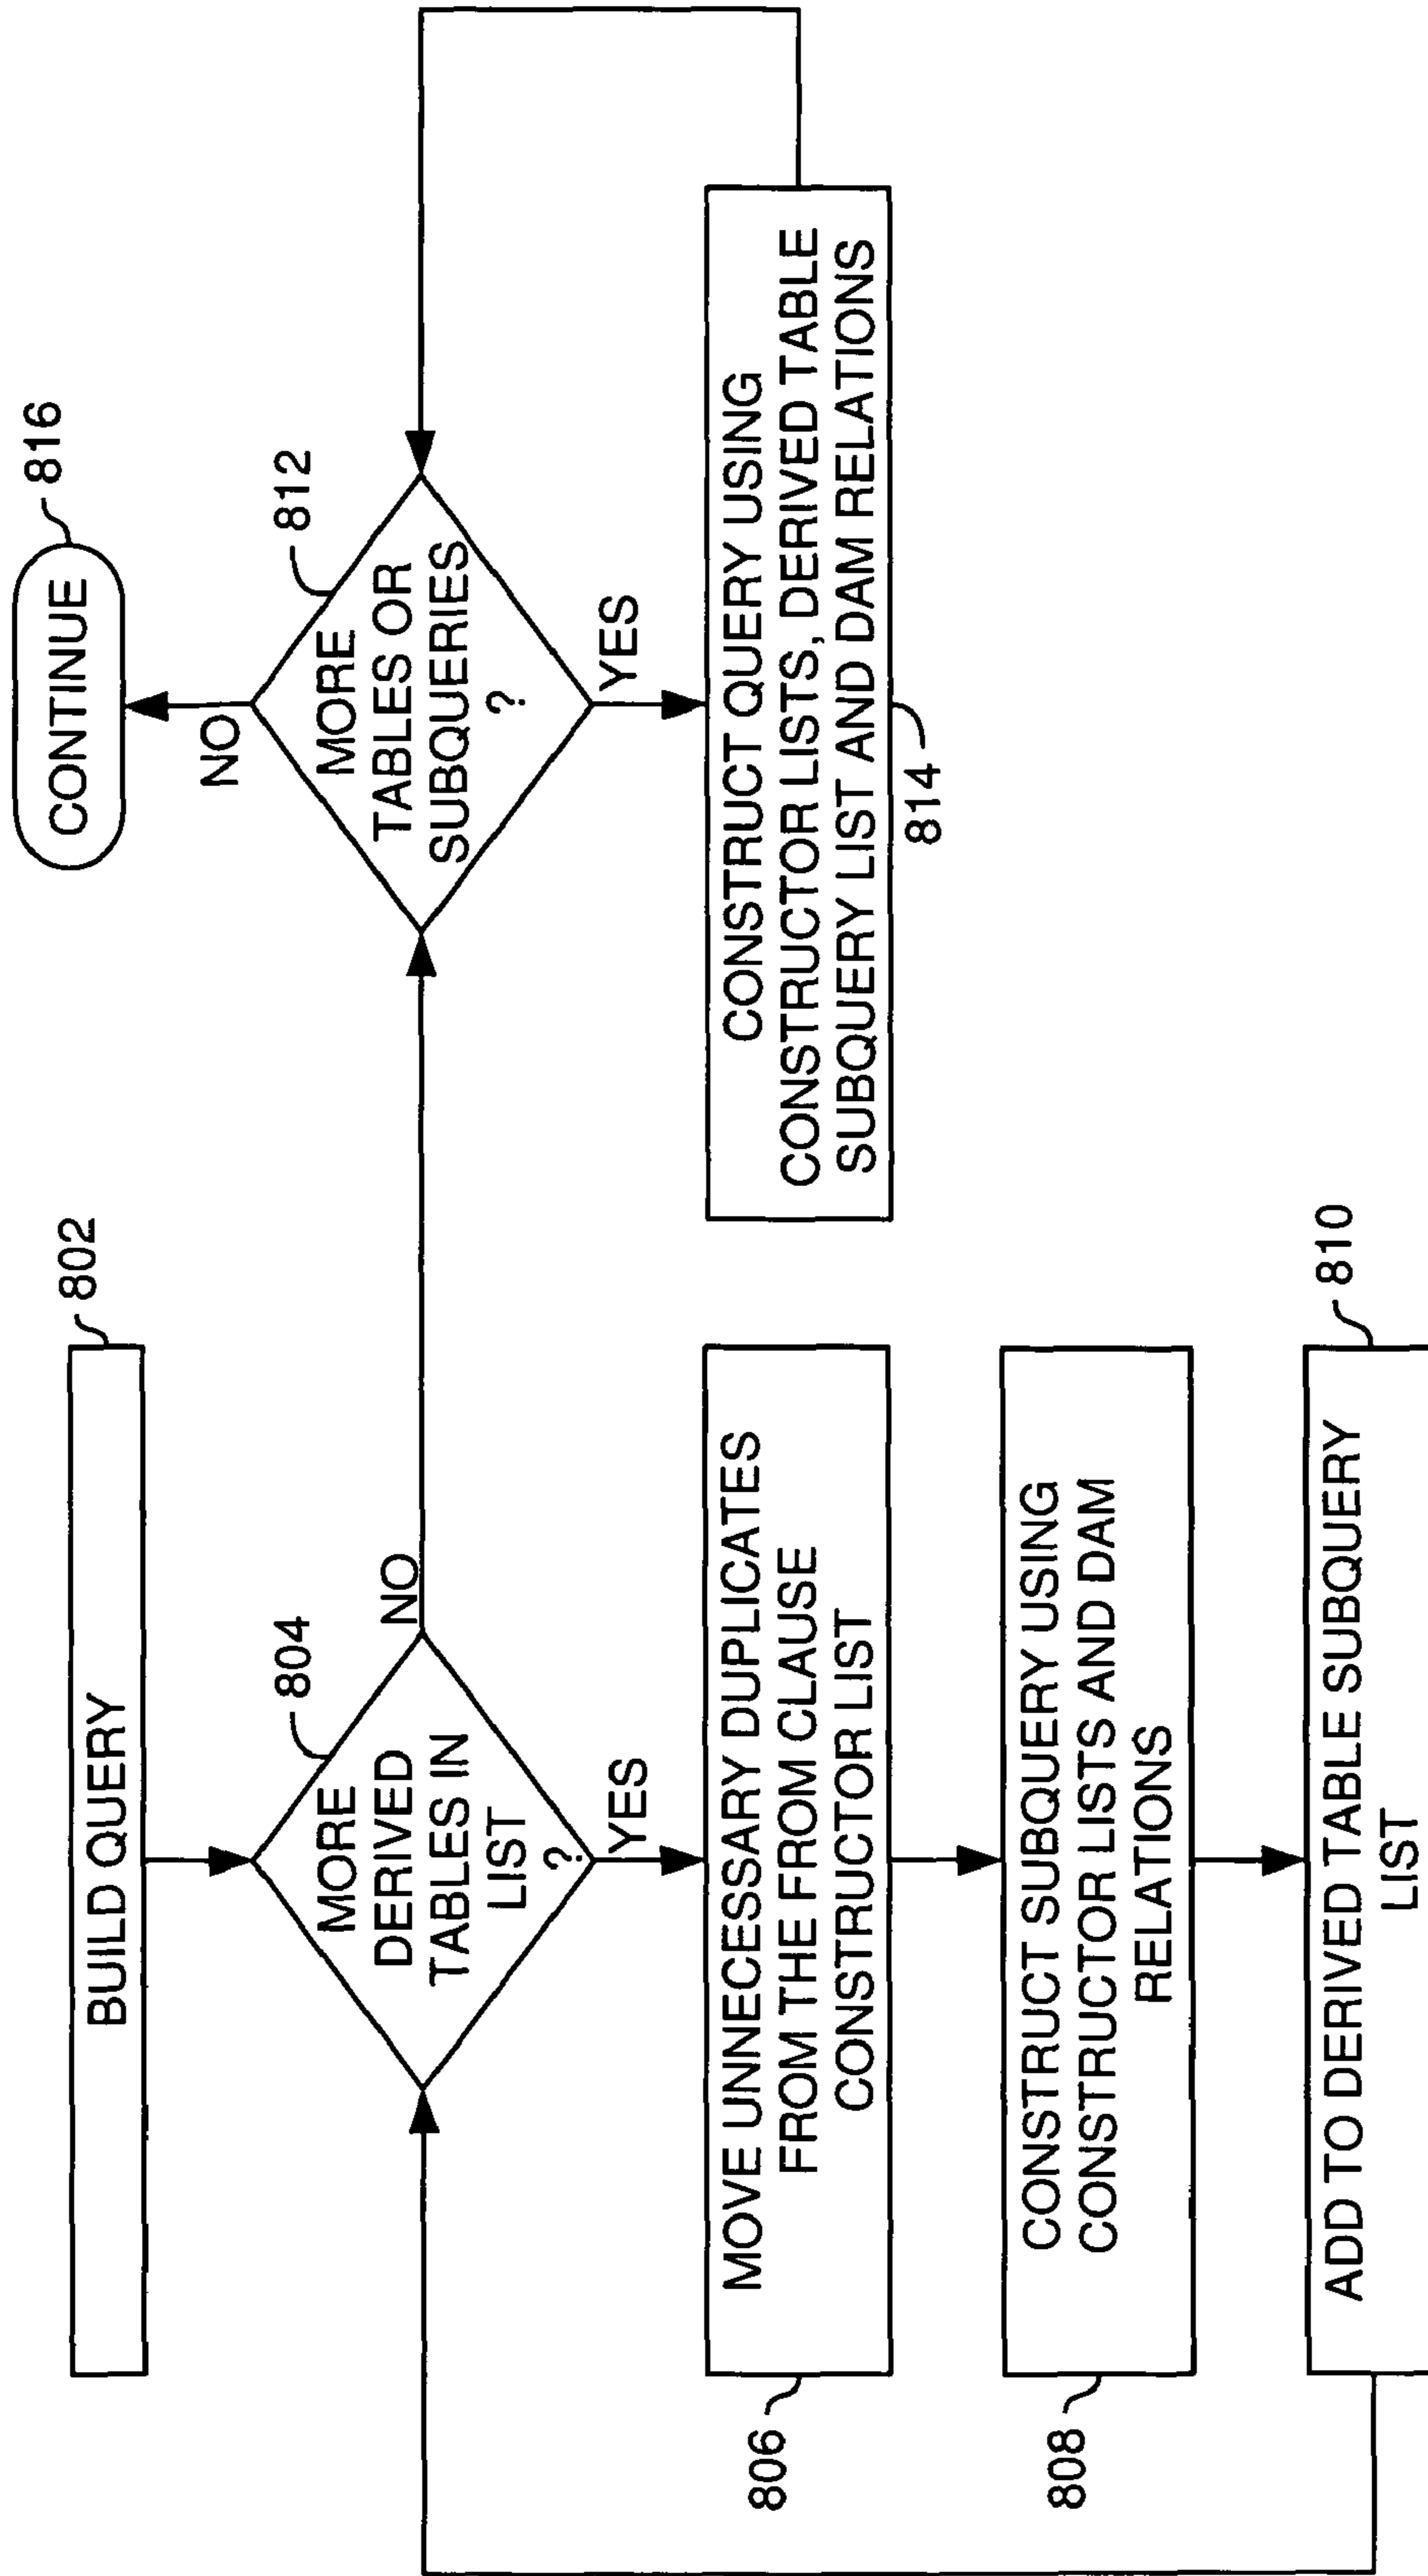 802
BUILD QUERY
804
MORE
DERIVED
TABLES IN
LIST
?
NO
YES
806
MOVE UNNECESSARY DUPLICATES
FROM THE FROM CLAUSE
CONSTRUCTOR LIST
808
CONSTRUCT SUBQUERY USING
CONSTRUCTOR LISTS AND DAM
RELATIONS
810
ADD TO DERIVED TABLE SUBQUERY
LIST
816
CONTINUE
NO
812
MORE
TABLES OR
SUBQUERIES
?
YES
CONSTRUCT QUERY USING
CONSTRUCTOR LISTS, DERIVED TABLE
SUBQUERY LIST AND DAM RELATIONS
814